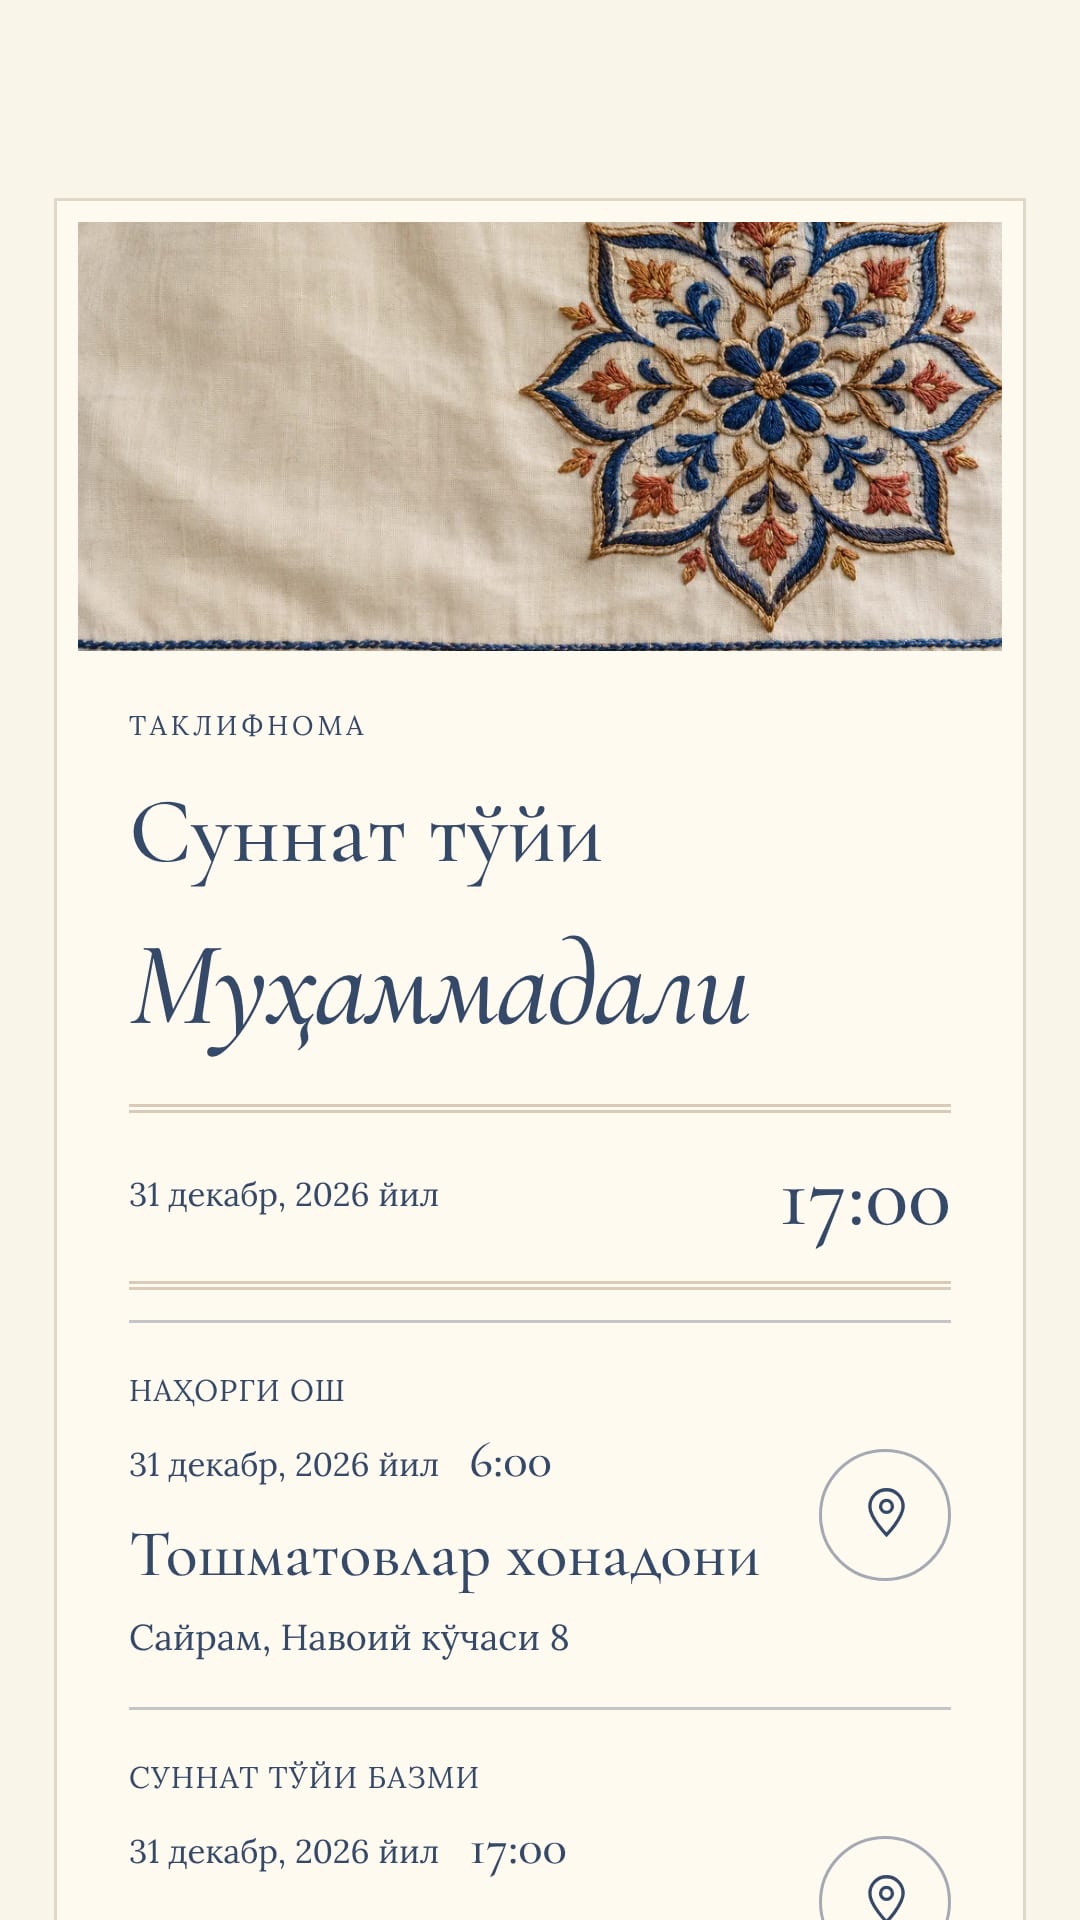 ТАКЛИФНОМА
Суннат тўйи
Муҳаммадали
31 декабр, 2026 йил 17:00
НАҲОРГИ ОШ
31 декабр, 2026 йил 6:00
Тошматовлар хонадони
Сайрам, Навоий кўчаси 8
СУННАТ ТЎЙИ БАЗМИ
31 декабр, 2026 йил 17:00